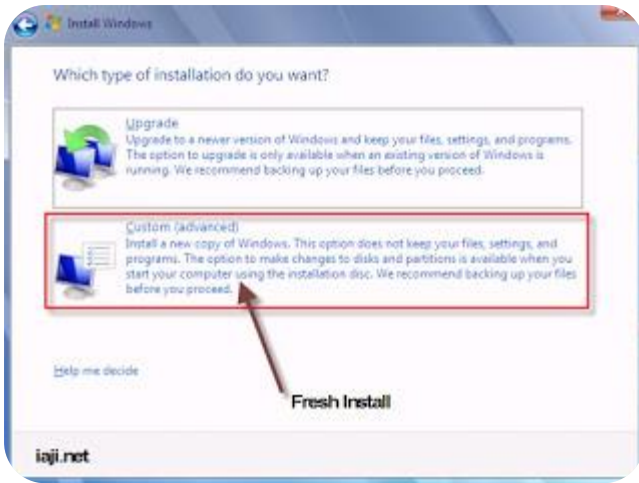 Install Windows
Which type of installation do you want?
Upgrade
Upgrade to a newer version of Windows and keep your files, settings, and programs.
The option to upgrade is only available when an existing version of Windows is
running. We recommend backing up your files before you proceed.
Custom (advanced)
Install a new copy of Windows. This option does not keep your files, settings, and
programs. The option to make changes to disks and partitions is available when you
start your computer using the installation disc. We recommend backing up your files
before you proceed.
Help me decide
Fresh Install
iaji.net